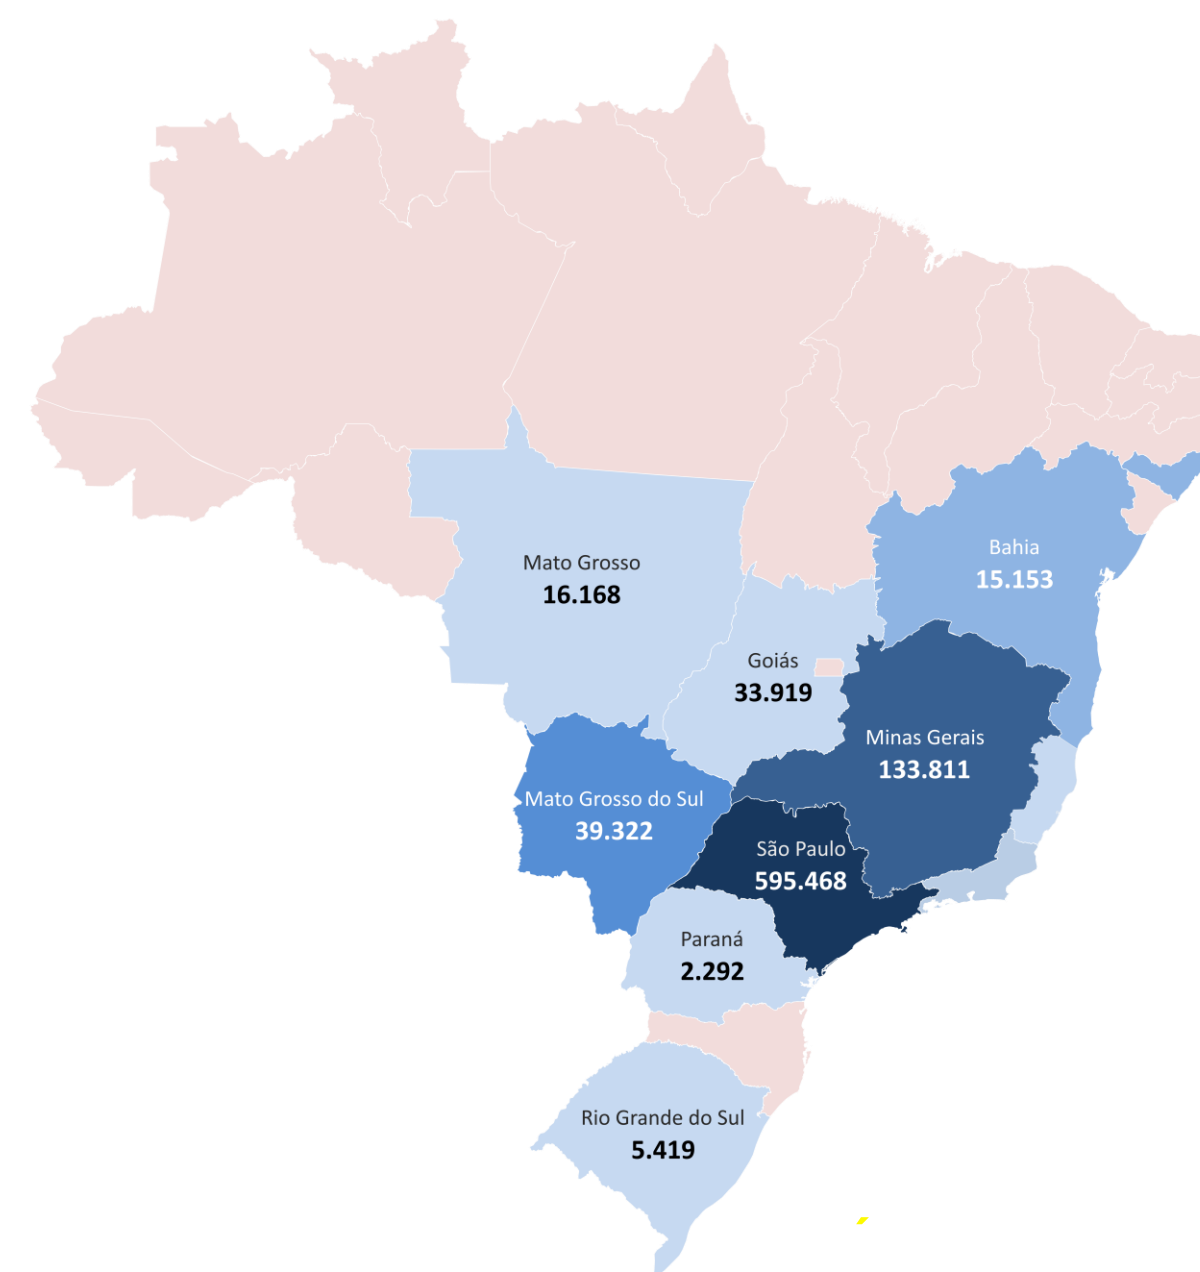 Mato Grosso
16.168
Bahia
15.153
Goiás
33.919
Minas Gerais
133.811
Mato Grosso do Sul
39.322
São Paulo
595.468
Paraná
2.292
Rio Grande do Sul
5.419